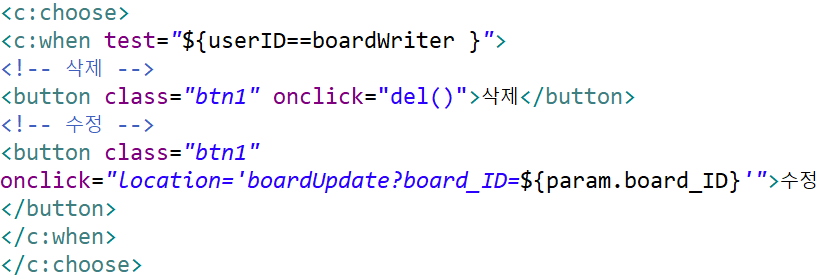 <c:choose>
<c:when test="${userID==boardWriter }">
<!-- 삭제 -->
<button class="btn1" onclick="del()">삭제</button>
<!-- 수정 -->
<button class="btn1"
onclick="location='boardUpdate?board_ID=${param.board_ID}'">수정
</button>
</c:when>
</c:choose>